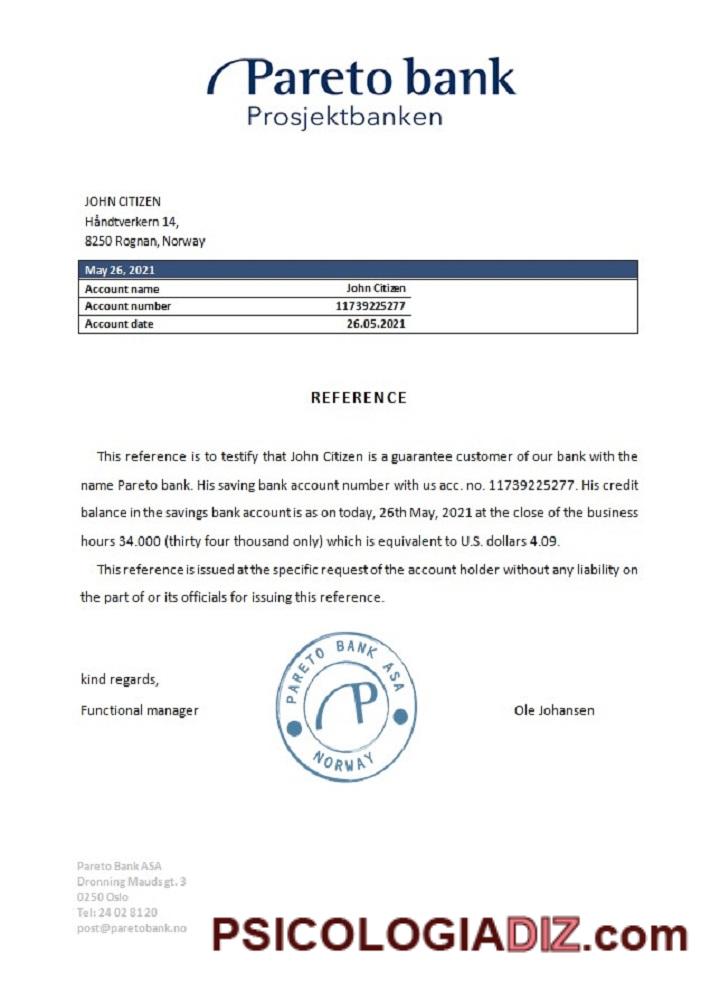 Pareto bank
Prosjektbanken
JOHN CITIZEN
Håndtverkern 14,
8250 Rognan, Norway
May 26, 2021
Account name John Citizen
Account number 11739225277
Account date 26.05.2021
REFERENCE
This reference is to testify that John Citizen is a guarantee customer of our bank with the
name Pareto bank. His saving bank account number with us acc. no. 11739225277. His credit
balance in the savings bank account is as on today, 26th May, 2021 at the close of the business
hours 34.000 (thirty four thousand only) which is equivalent to U.S. dollars 4.09.
This reference is issued at the specific request of the account holder without any liability on
the part of or its officials for issuing this reference.
kind regards,
Functional manager
PARETO BANK ASA
P
NORWAY
Ole Johansen
Pareto Bank ASA
Dronning Mauds gt. 3
0250 Oslo
Tel: 24 02 81 20
post@paretobank.no
PSICOLOGIADIZ.com